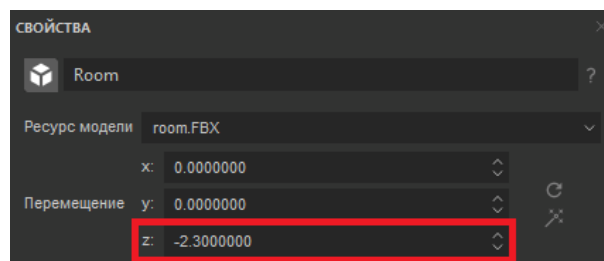 СВОЙСТВА
Room ?
Ресурс модели room.FBX
x: 0.0000000
Перемещение y: 0.0000000
z: -2.3000000